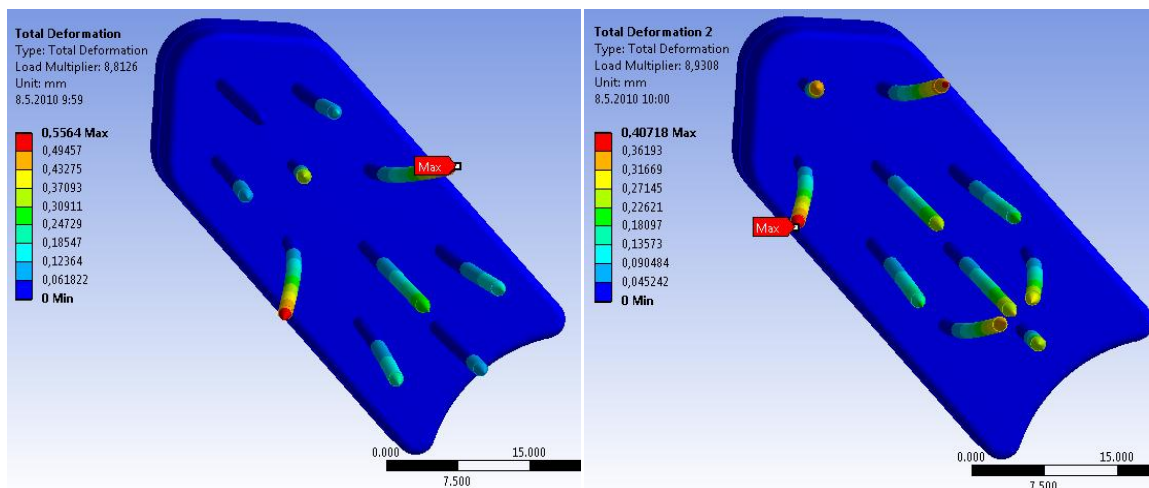 Total Deformation
Type: Total Deformation
Load Multiplier: 8,8126
Unit: mm
8.5.2010 9:59
0,5564 Max
0,49457
0,43275
0,37093
0,30911
0,24729
0,18547
0,12364
0,061822
0 Min
Max
0.000
15.000
7.500
Total Deformation 2
Type: Total Deformation
Load Multiplier: 8,9308
Unit: mm
8.5.2010 10:00
0,40718 Max
0,36193
0,31669
0,27145
0,22621
0,18097
0,13573
0,090484
0,045242
0 Min
Max
0.000
15.000
7.500